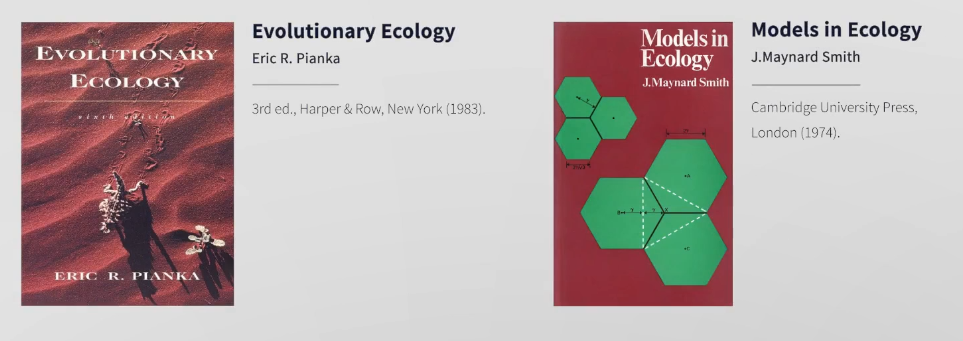 EVOLUTIONARY
ECOLOGY
sixth edition
ERIC R. PIANKA
Evolutionary Ecology
Eric R. Pianka
3rd ed., Harper & Row, New York (1983).
Models in
Ecology
J.Maynard Smith
Models in Ecology
J.Maynard Smith
Cambridge University Press,
London (1974).